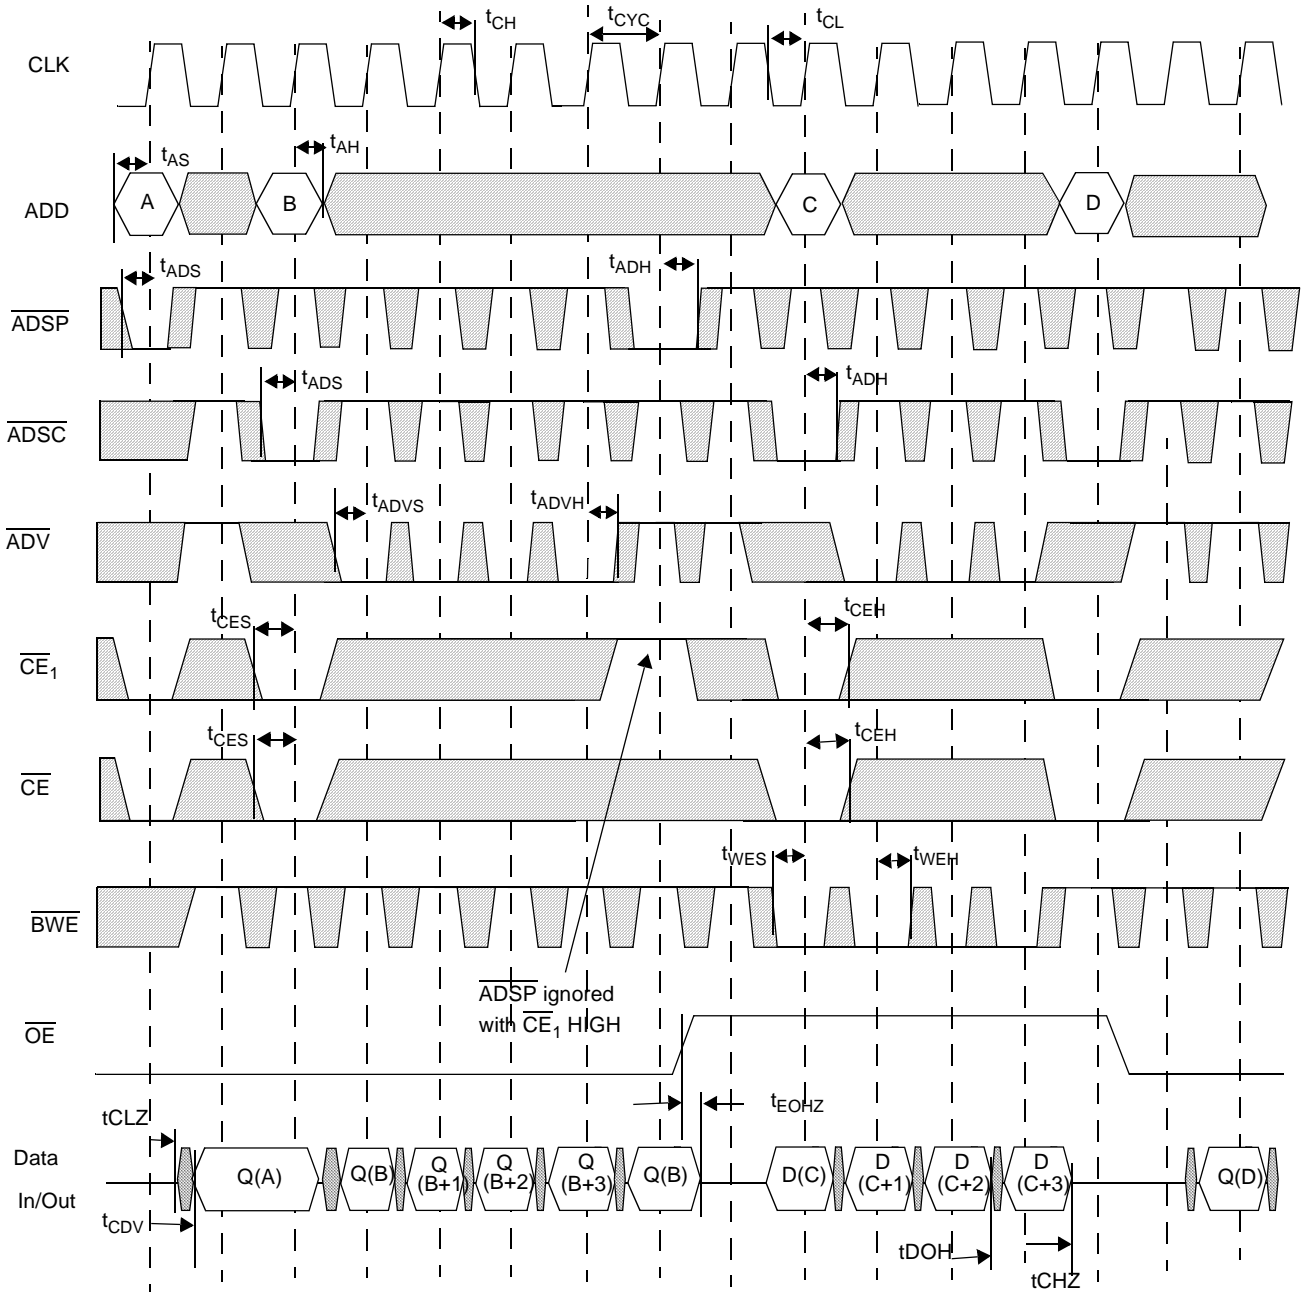 tCH
tCYC
tCL
CLK
tAS
tAH
ADD
A
B
C
D
tADS
tADH
ADSP
tADS
tADH
ADSC
tADVS
tADVH
ADV
tCES
tCEH
CE1
tCES
tCEH
CE
tWES
tWEH
BWE
ADSP ignored
with CE1 HIGH
OE
tCLZ
tEOHZ
Data
In/Out
Q(A)
Q(B)
Q
(B+1)
Q
(B+2)
Q
(B+3)
Q(B)
D(C)
D
(C+1)
D
(C+2)
D
(C+3)
Q(D)
tCDV
tDOH
tCHZ